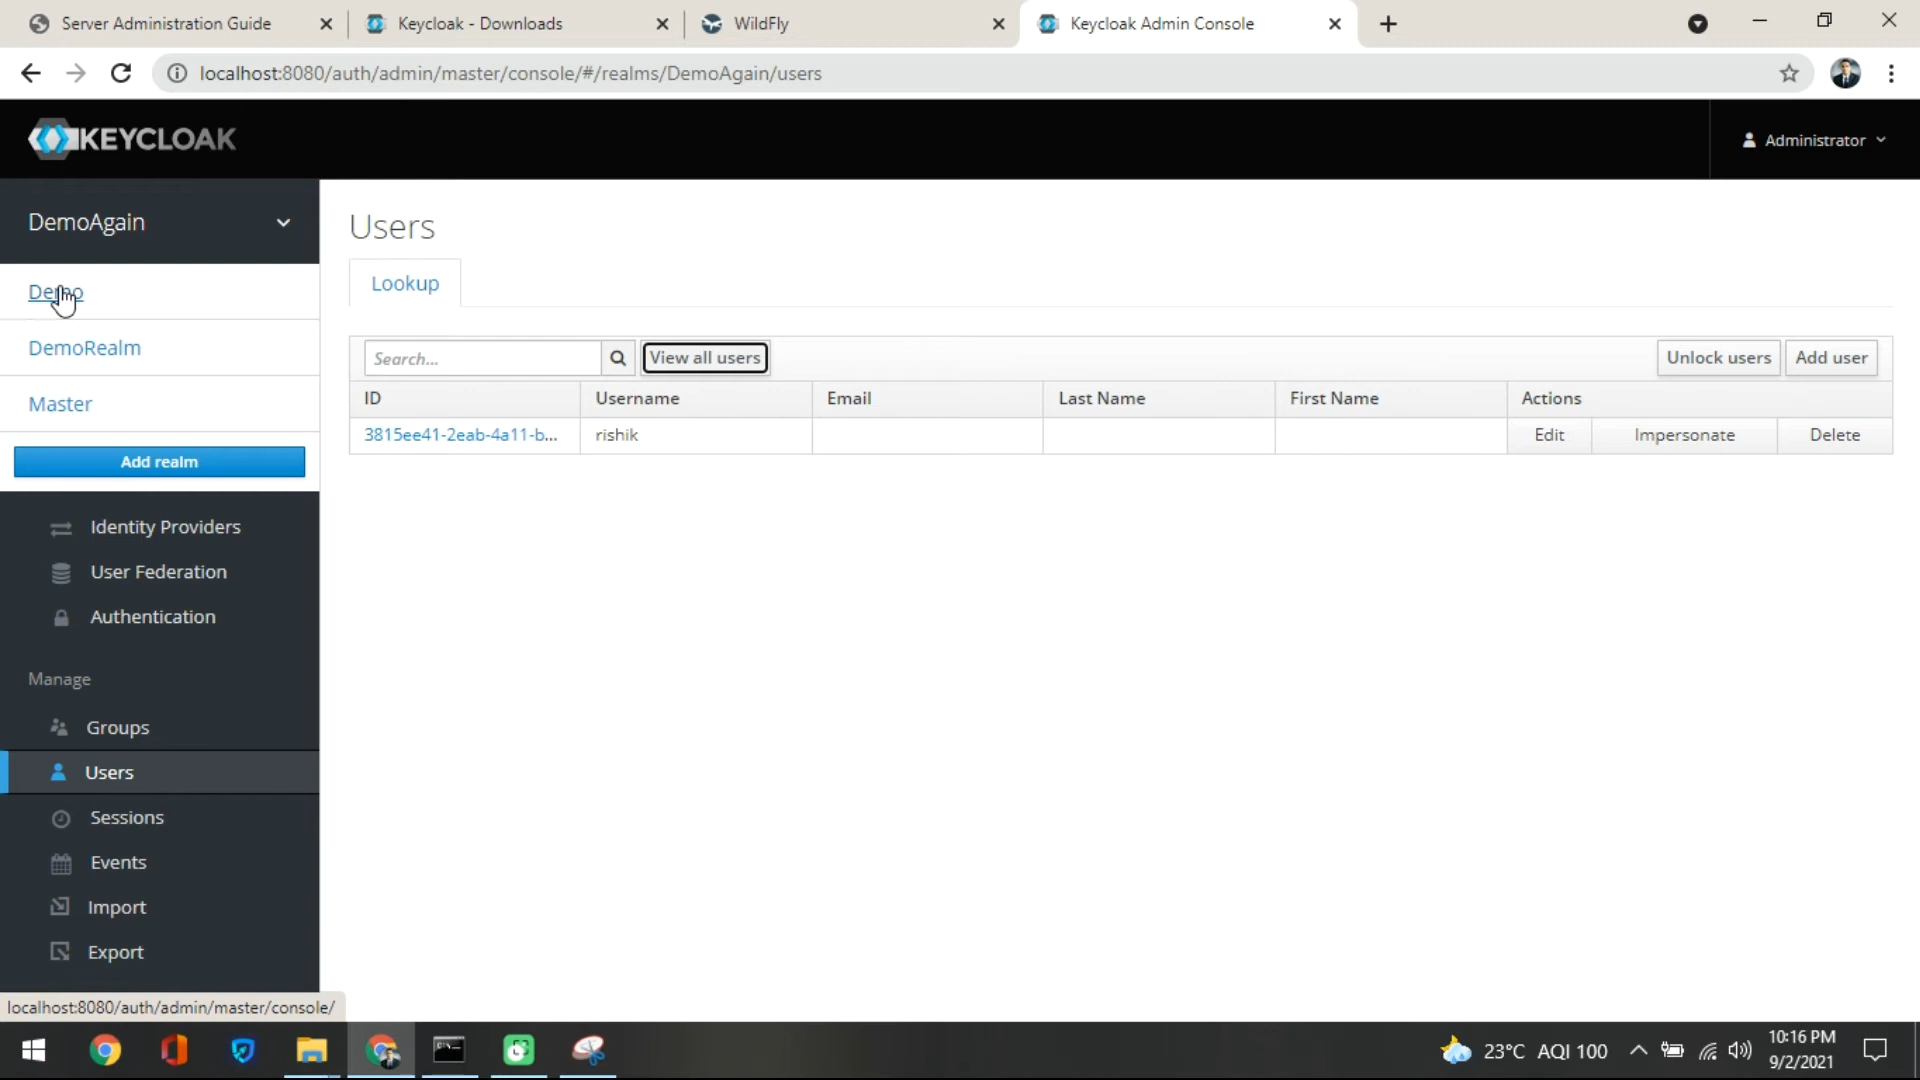 Server Administration Guide
Keycloak - Downloads
WildFly
Keycloak Admin Console
localhost:8080/auth/admin/master/console/#/realms/DemoAgain/users
KEYCLOAK
Administrator
DemoAgain
Demo
DemoRealm
Master
Add realm
Identity Providers
User Federation
Authentication
Manage
Groups
Users
Sessions
Events
Import
Export
Users
Lookup
Search...
View all users
Unlock users
Add user
ID Username Email Last Name First Name Actions
3815ee41-2eab-4a11-b... rishik Edit Impersonate Delete
localhost:8080/auth/admin/master/console/
23°C AQI 100
10:16 PM
9/2/2021